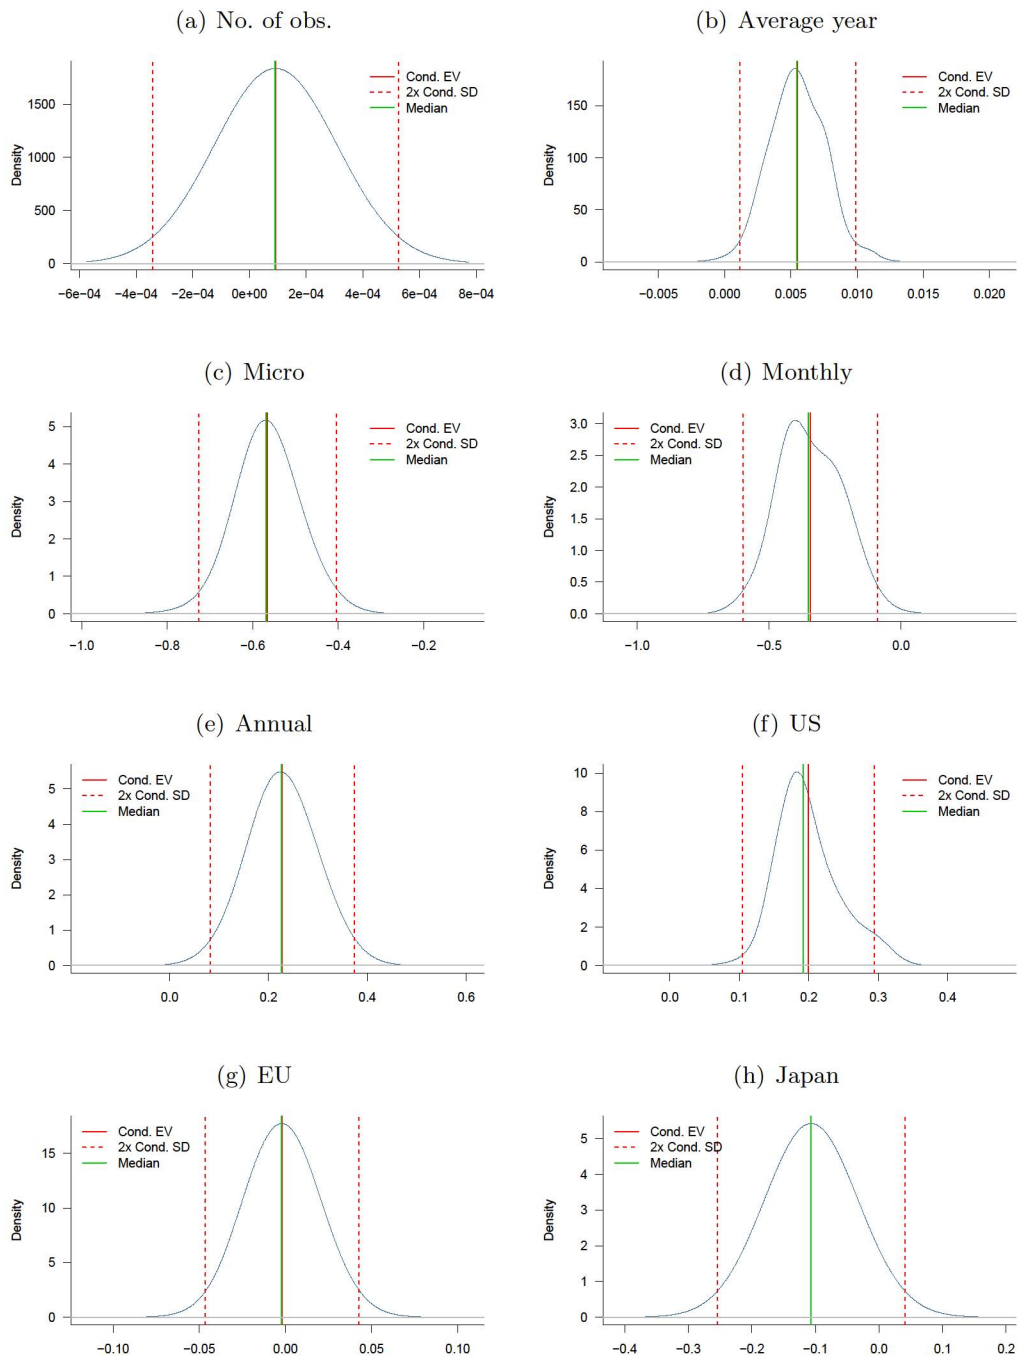 (a) No. of obs.
Density
1500
1000
500
0
Cond. EV
2x Cond. SD
Median
−6e−04 −4e−04 −2e−04 0e+00 2e−04 4e−04 6e−04 8e−04
(b) Average year
Density
150
100
50
0
Cond. EV
2x Cond. SD
Median
−0.005 0.000 0.005 0.010 0.015 0.020
(c) Micro
Density
5
4
3
2
1
0
Cond. EV
2x Cond. SD
Median
−1.0 −0.8 −0.6 −0.4 −0.2
(d) Monthly
Density
3.0
2.5
2.0
1.5
1.0
0.5
0.0
Cond. EV
2x Cond. SD
Median
−1.0 −0.5 0.0
(e) Annual
Density
5
4
3
2
1
0
Cond. EV
2x Cond. SD
Median
0.0 0.2 0.4 0.6
(f) US
Density
10
8
6
4
2
0
Cond. EV
2x Cond. SD
Median
0.0 0.1 0.2 0.3 0.4
(g) EU
Density
15
10
5
0
Cond. EV
2x Cond. SD
Median
−0.10 −0.05 0.00 0.05 0.10
(h) Japan
Density
5
4
3
2
1
0
Cond. EV
2x Cond. SD
Median
−0.4 −0.3 −0.2 −0.1 0.0 0.1 0.2